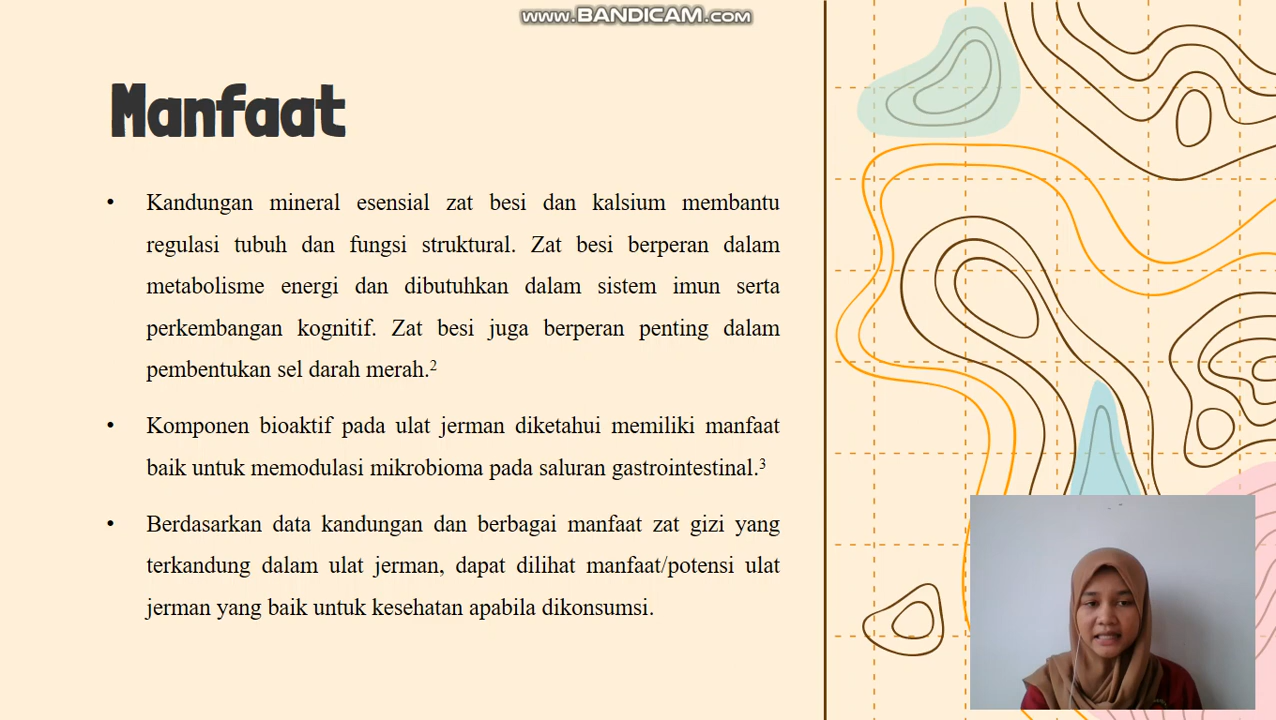 www.BANDICAM.com
Manfaat
• Kandungan mineral esensial zat besi dan kalsium membantu
regulasi tubuh dan fungsi struktural. Zat besi berperan dalam
metabolisme energi dan dibutuhkan dalam sistem imun serta
perkembangan kognitif. Zat besi juga berperan penting dalam
pembentukan sel darah merah.²
• Komponen bioaktif pada ulat jerman diketahui memiliki manfaat
baik untuk memodulasi mikrobioma pada saluran gastrointestinal.³
• Berdasarkan data kandungan dan berbagai manfaat zat gizi yang
terkandung dalam ulat jerman, dapat dilihat manfaat/potensi ulat
jerman yang baik untuk kesehatan apabila dikonsumsi.